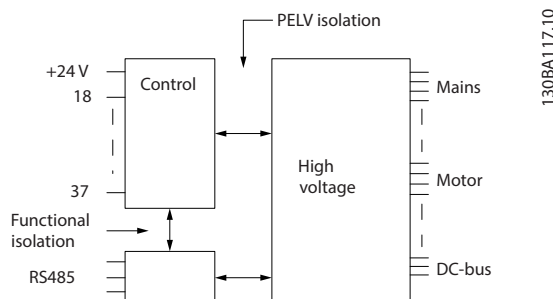 PELV isolation
130BA117.10
+24 V
Control
18
Mains
High
voltage
37
Motor
Functional
isolation
RS485
DC-bus